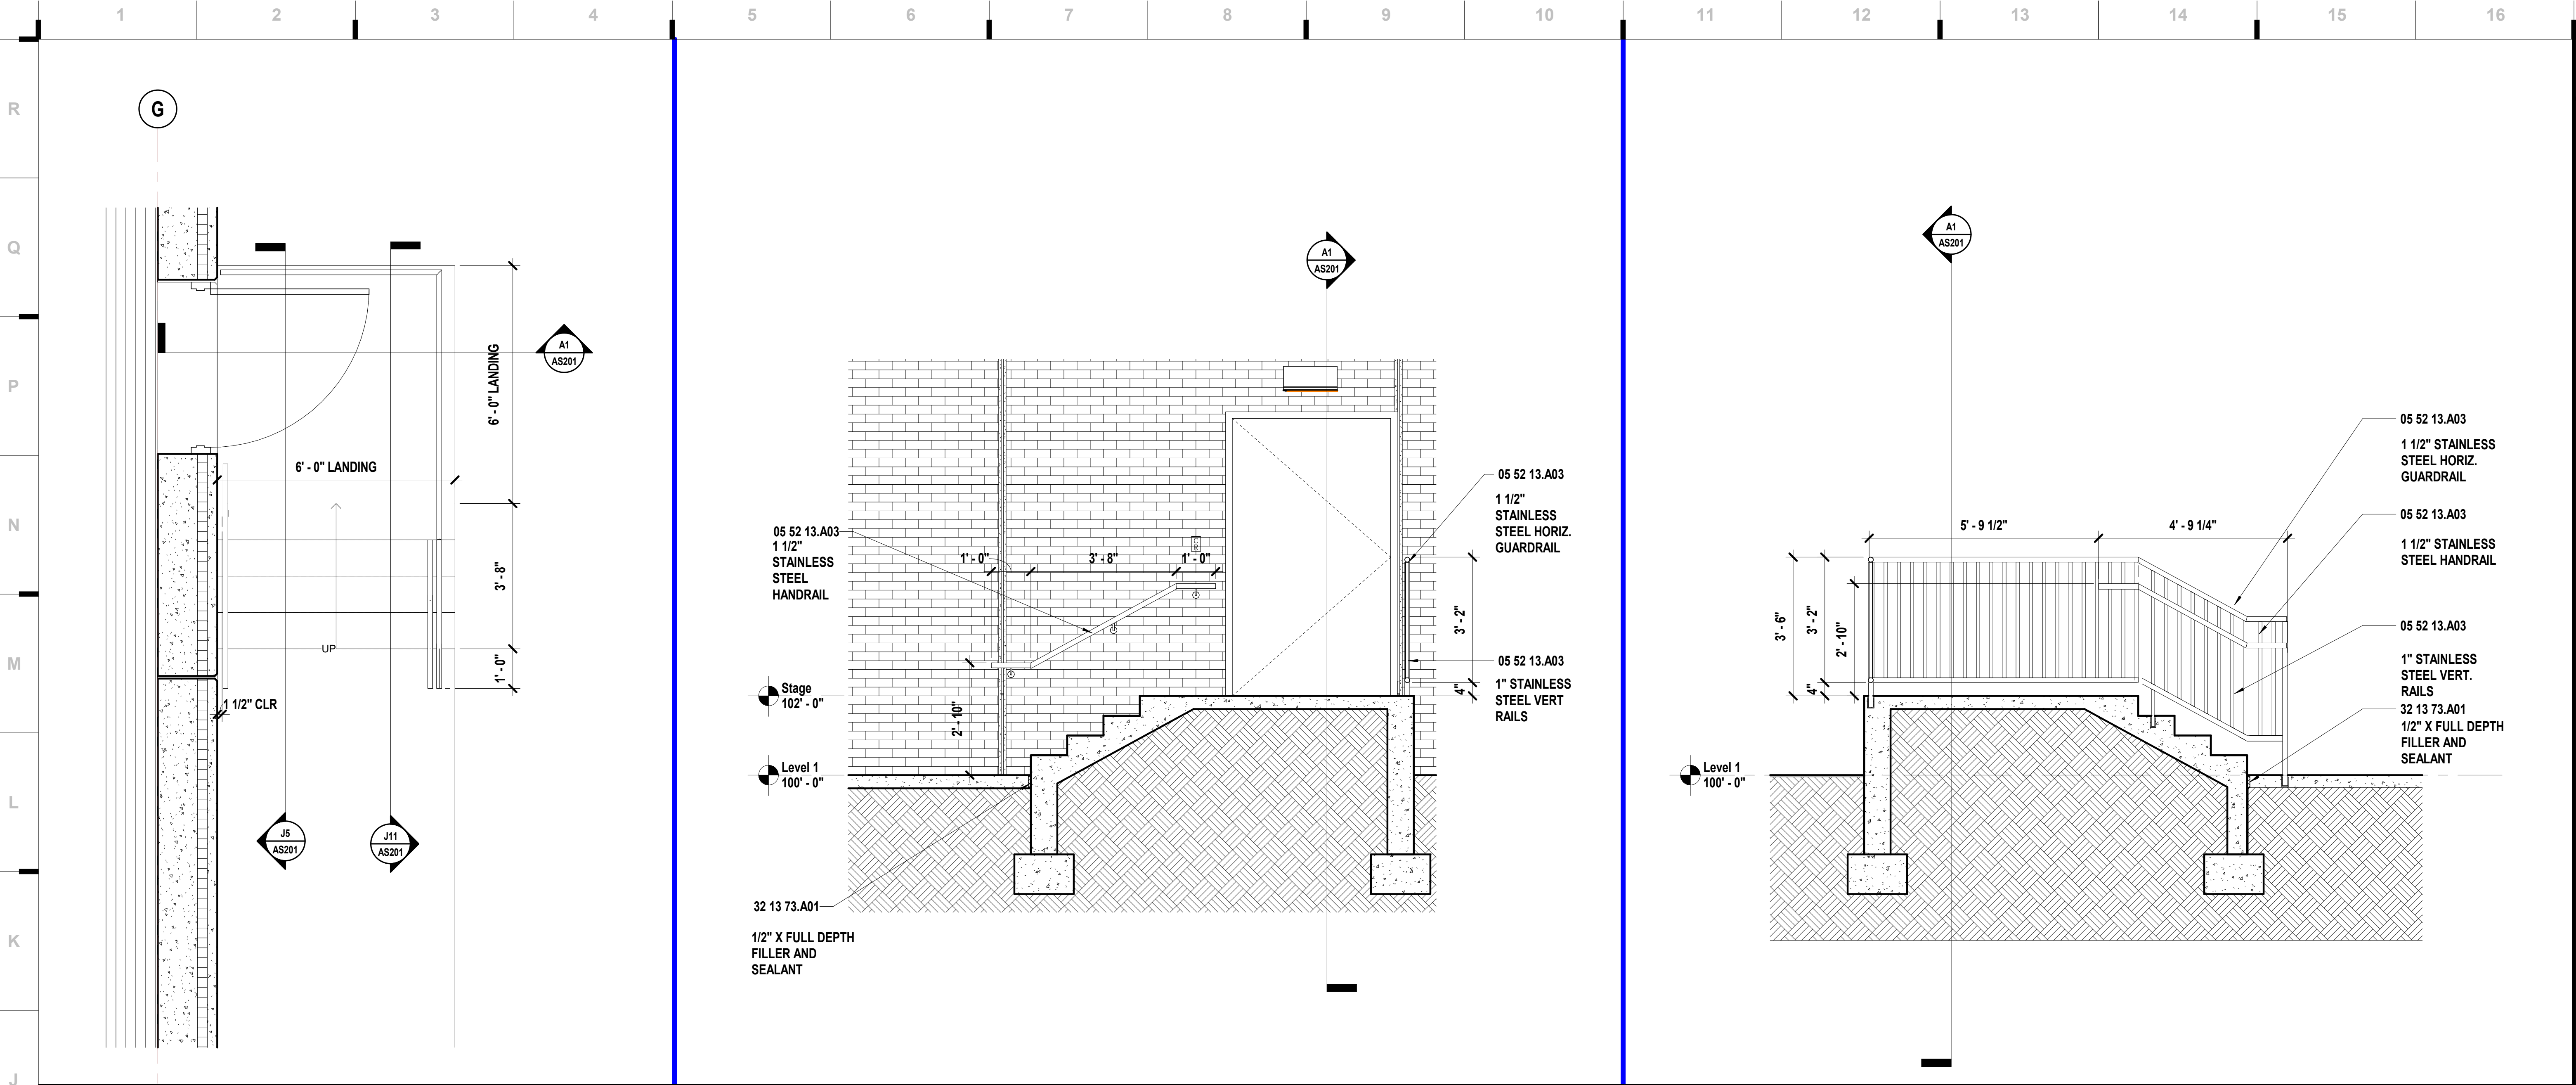 1 2 3 4 5 6 7 8 9 10 11 12 13 14 15 16
R
Q
P
N
M
L
K
J
G
A1
AS201
6' - 0" LANDING
6' - 0" LANDING
3' - 8"
1' - 0"
UP
1 1/2" CLR
J5
AS201
J11
AS201
A1
AS201
05 52 13.A03
1 1/2"
STAINLESS
STEEL
HANDRAIL
1' - 0"
3' - 8"
1' - 0"
05 52 13.A03
1 1/2"
STAINLESS
STEEL HORIZ.
GUARDRAIL
3' - 2"
4"
05 52 13.A03
1" STAINLESS
STEEL VERT
RAILS
2' - 10"
Stage
102' - 0"
Level 1
100' - 0"
32 13 73.A01
1/2" X FULL DEPTH
FILLER AND
SEALANT
A1
AS201
5' - 9 1/2"
4' - 9 1/4"
3' - 6"
3' - 2"
4"
2' - 10"
05 52 13.A03
1 1/2" STAINLESS
STEEL HORIZ.
GUARDRAIL
05 52 13.A03
1 1/2" STAINLESS
STEEL HANDRAIL
05 52 13.A03
1" STAINLESS
STEEL VERT.
RAILS
32 13 73.A01
1/2" X FULL DEPTH
FILLER AND
SEALANT
Level 1
100' - 0"